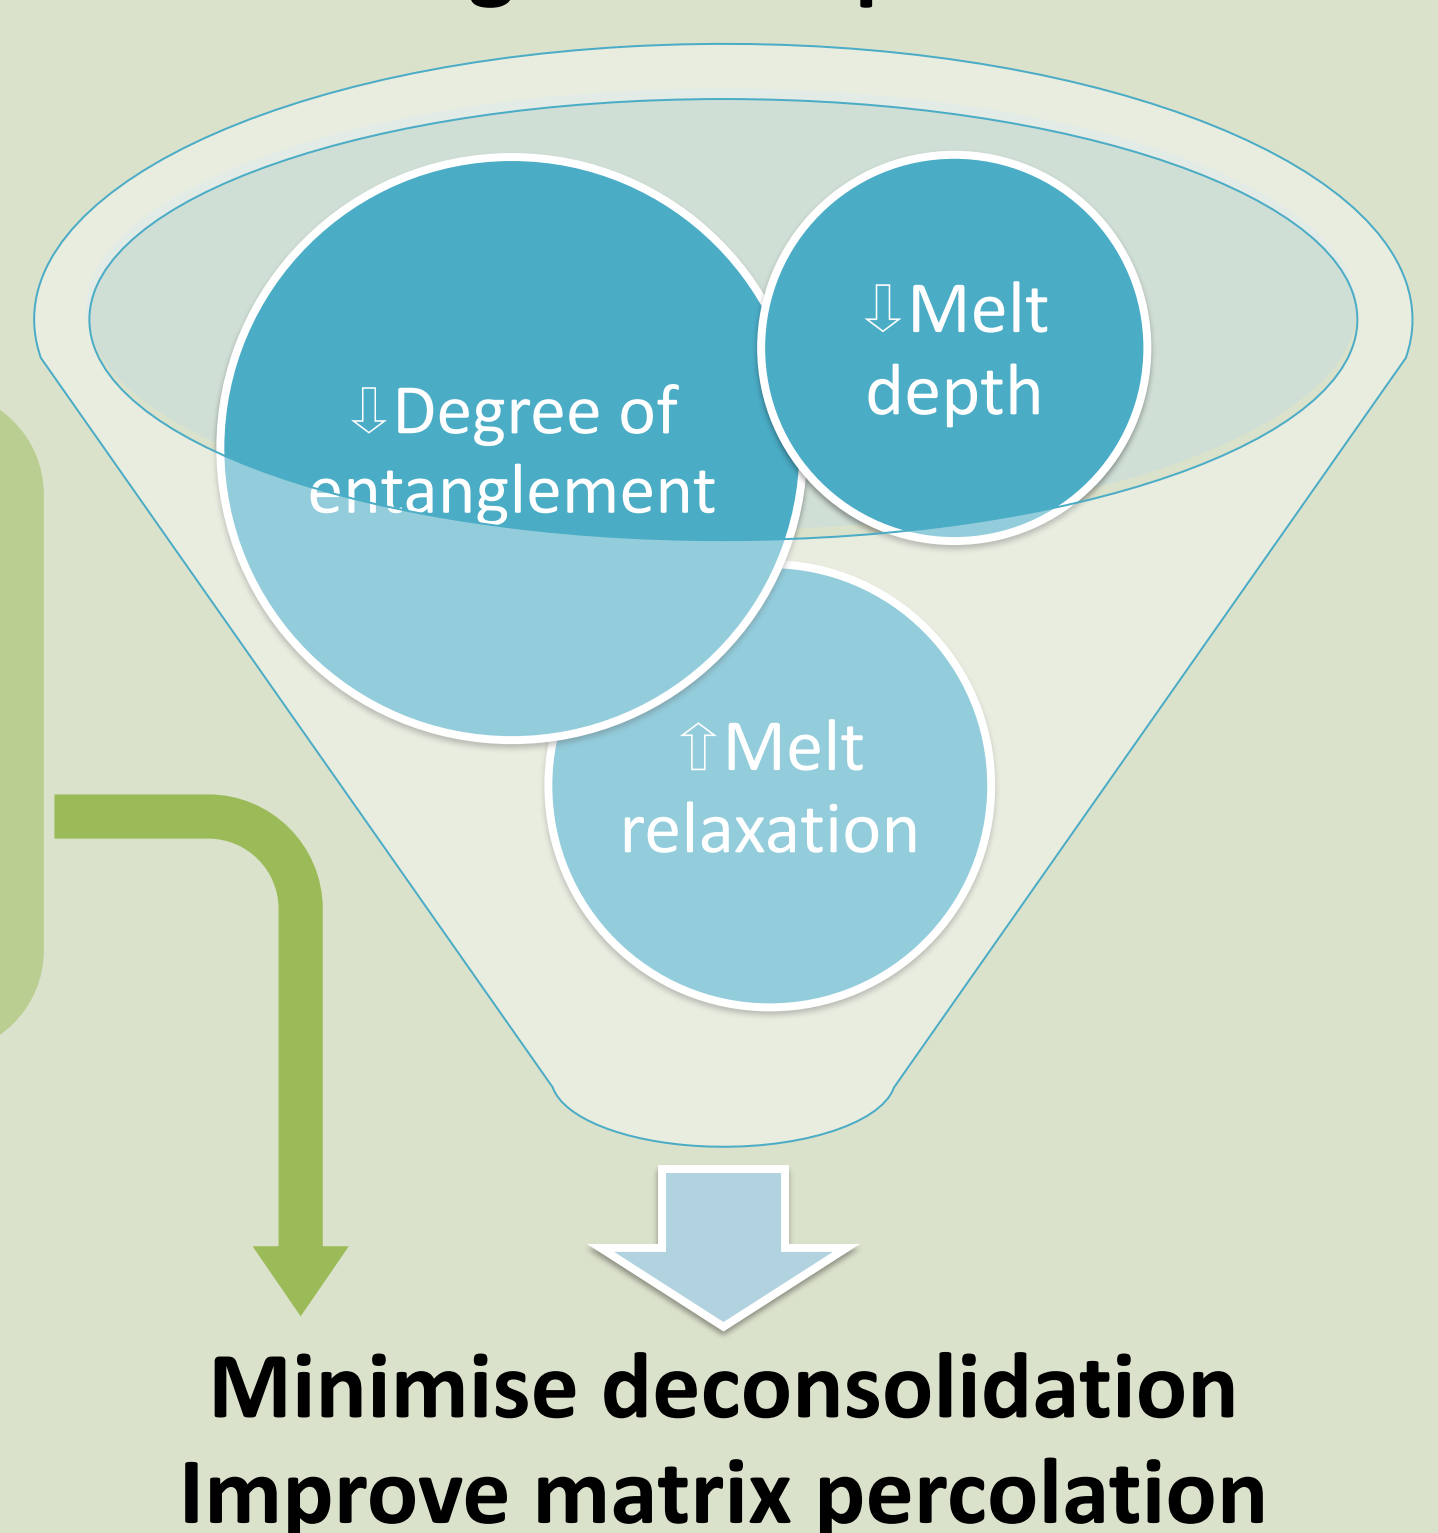 ⇩Melt
depth
⇩Degree of
entanglement
⇧Melt
relaxation
Minimise deconsolidation
Improve matrix percolation